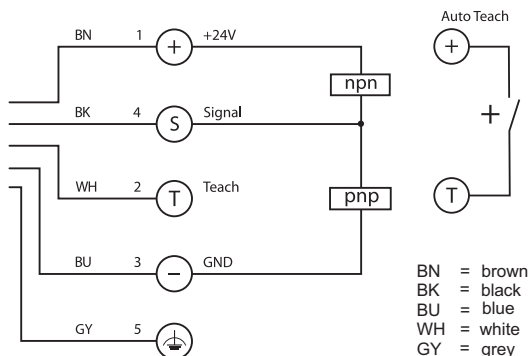 Auto Teach
BN 1 + +24V +
npn
BK 4 S Signal +
WH 2 T Teach pnp T
BU 3 − GND
GY 5
BN = brown
BK = black
BU = blue
WH = white
GY = grey